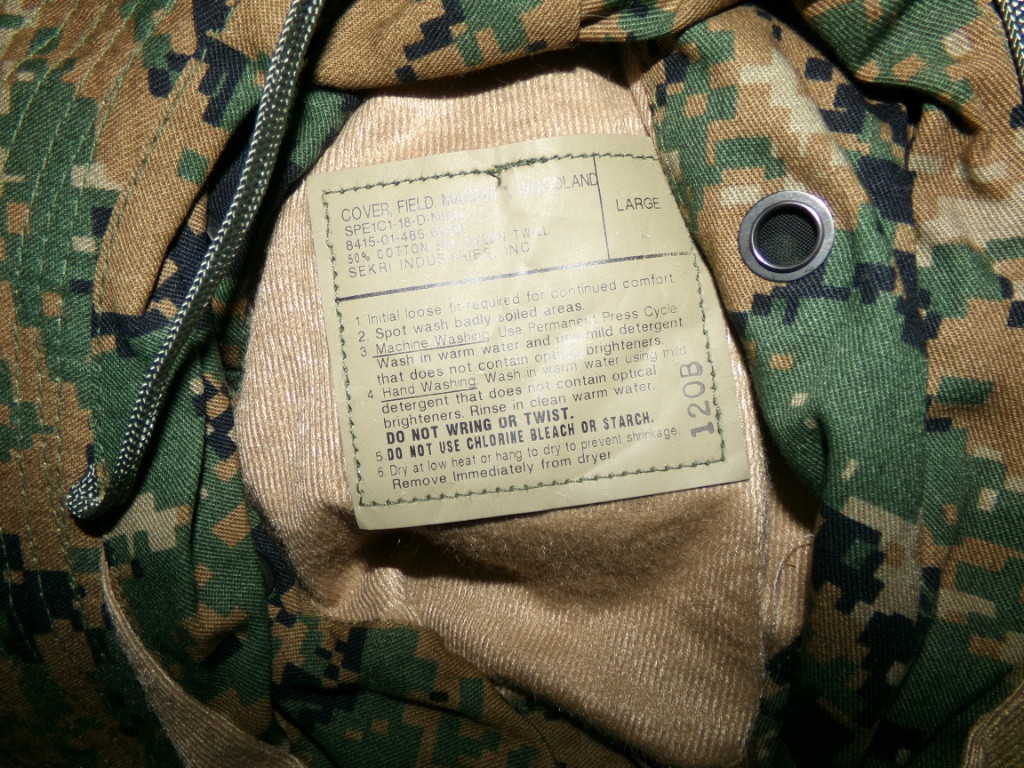 COVER, FIELD, WOODLAND
LARGE
SPE1C1-18-D-
8415-01-485-
50% COTTON TWILL
SEKRI INDUSTRIES, INC
1. Initial loose fit required for continued comfort.
2. Spot wash badly soiled areas.
3. Machine Washing: Use Permanent Press Cycle.
Wash in warm water and use mild detergent
that does not contain optical brighteners.
4. Hand Washing: Wash in warm water using mild
detergent that does not contain optical
brighteners. Rinse in clean warm water.
DO NOT WRING OR TWIST.
5. DO NOT USE CHLORINE BLEACH OR STARCH.
6. Dry at low heat or hang to dry to prevent shrinkage.
Remove Immediately from dryer.
120B